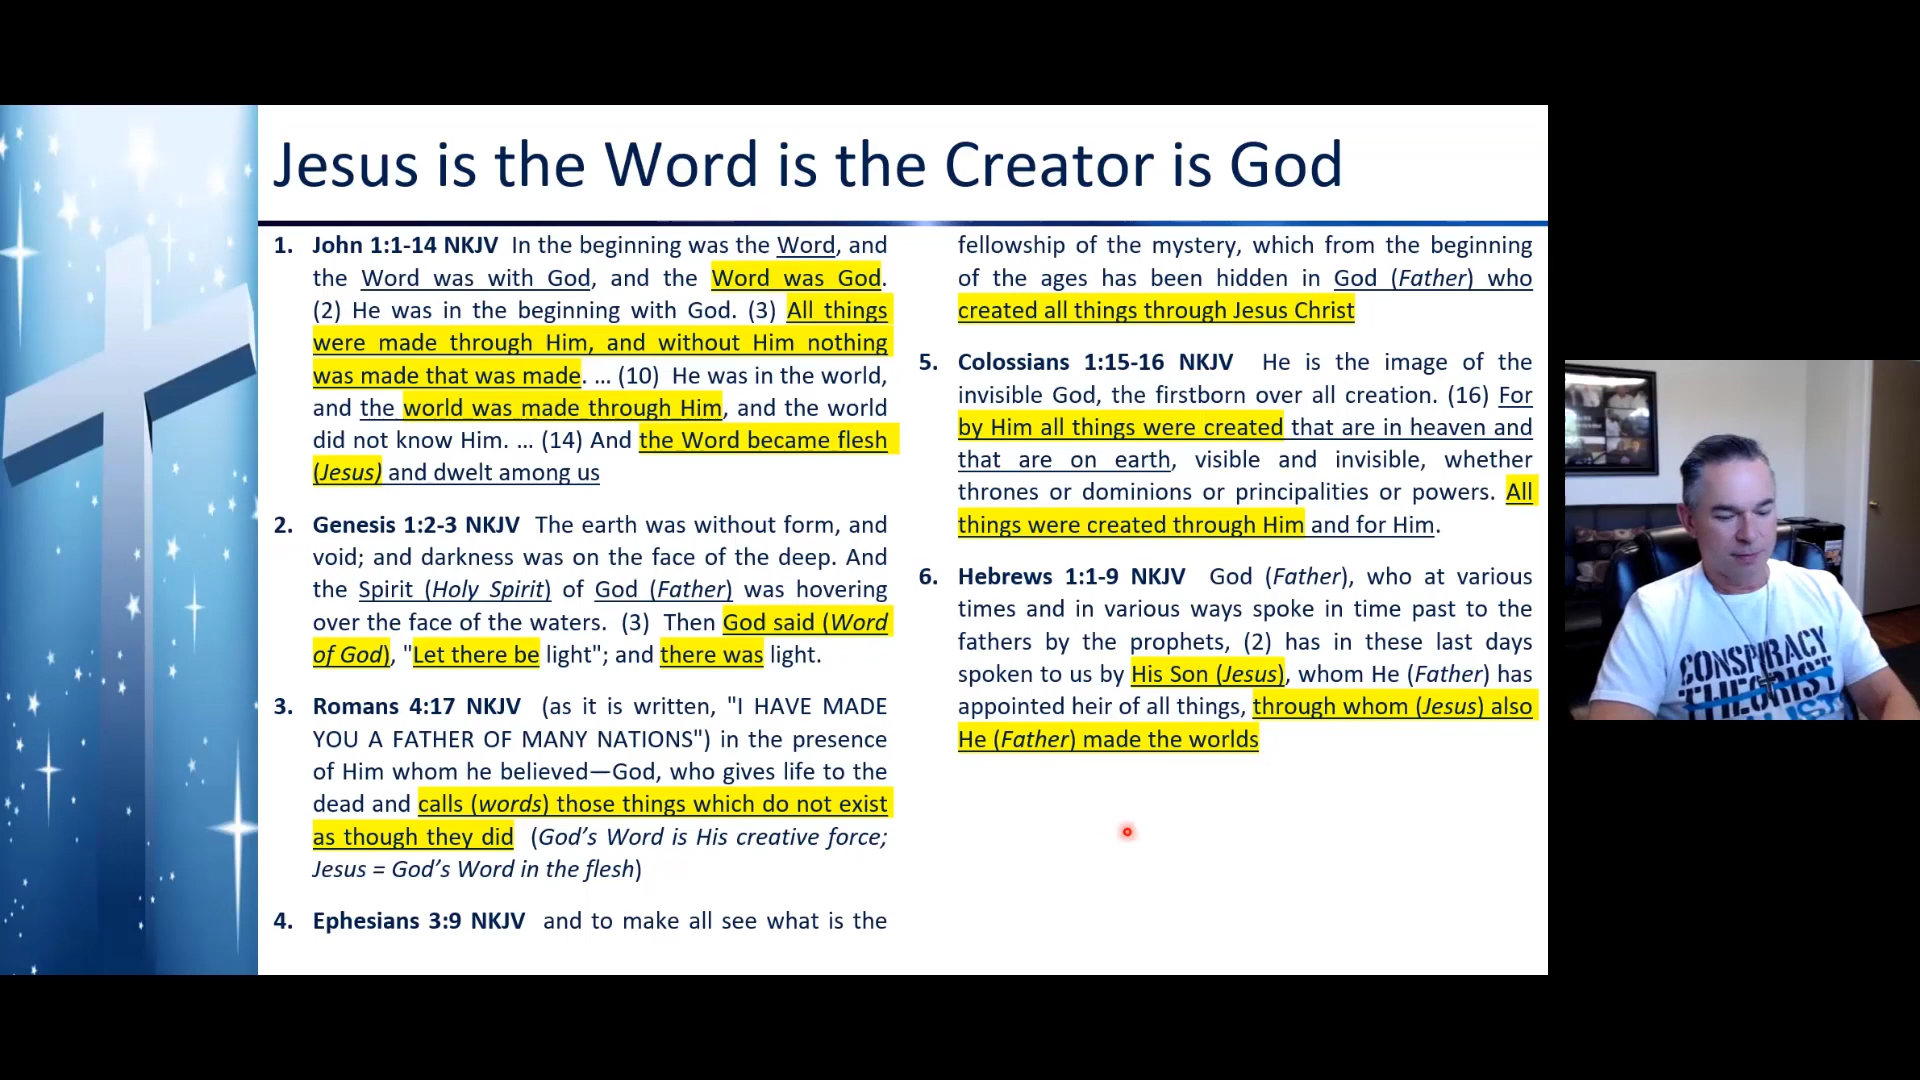 Jesus is the Word is the Creator is God
1. John 1:1-14 NKJV In the beginning was the Word, and
the Word was with God, and the Word was God.
(2) He was in the beginning with God. (3) All things
were made through Him, and without Him nothing
was made that was made. ... (10) He was in the world,
and the world was made through Him, and the world
did not know Him. ... (14) And the Word became flesh
(Jesus) and dwelt among us
2. Genesis 1:2-3 NKJV The earth was without form, and
void; and darkness was on the face of the deep. And
the Spirit (Holy Spirit) of God (Father) was hovering
over the face of the waters. (3) Then God said (Word
of God), "Let there be light"; and there was light.
3. Romans 4:17 NKJV (as it is written, "I HAVE MADE
YOU A FATHER OF MANY NATIONS") in the presence
of Him whom he believed—God, who gives life to the
dead and calls (words) those things which do not exist
as though they did (God's Word is His creative force;
Jesus = God's Word in the flesh)
4. Ephesians 3:9 NKJV and to make all see what is the
fellowship of the mystery, which from the beginning
of the ages has been hidden in God (Father) who
created all things through Jesus Christ
5. Colossians 1:15-16 NKJV He is the image of the
invisible God, the firstborn over all creation. (16) For
by Him all things were created that are in heaven and
that are on earth, visible and invisible, whether
thrones or dominions or principalities or powers. All
things were created through Him and for Him.
6. Hebrews 1:1-9 NKJV God (Father), who at various
times and in various ways spoke in time past to the
fathers by the prophets, (2) has in these last days
spoken to us by His Son (Jesus), whom He (Father) has
appointed heir of all things, through whom (Jesus) also
He (Father) made the worlds
CONSPIRACY
THEORIST